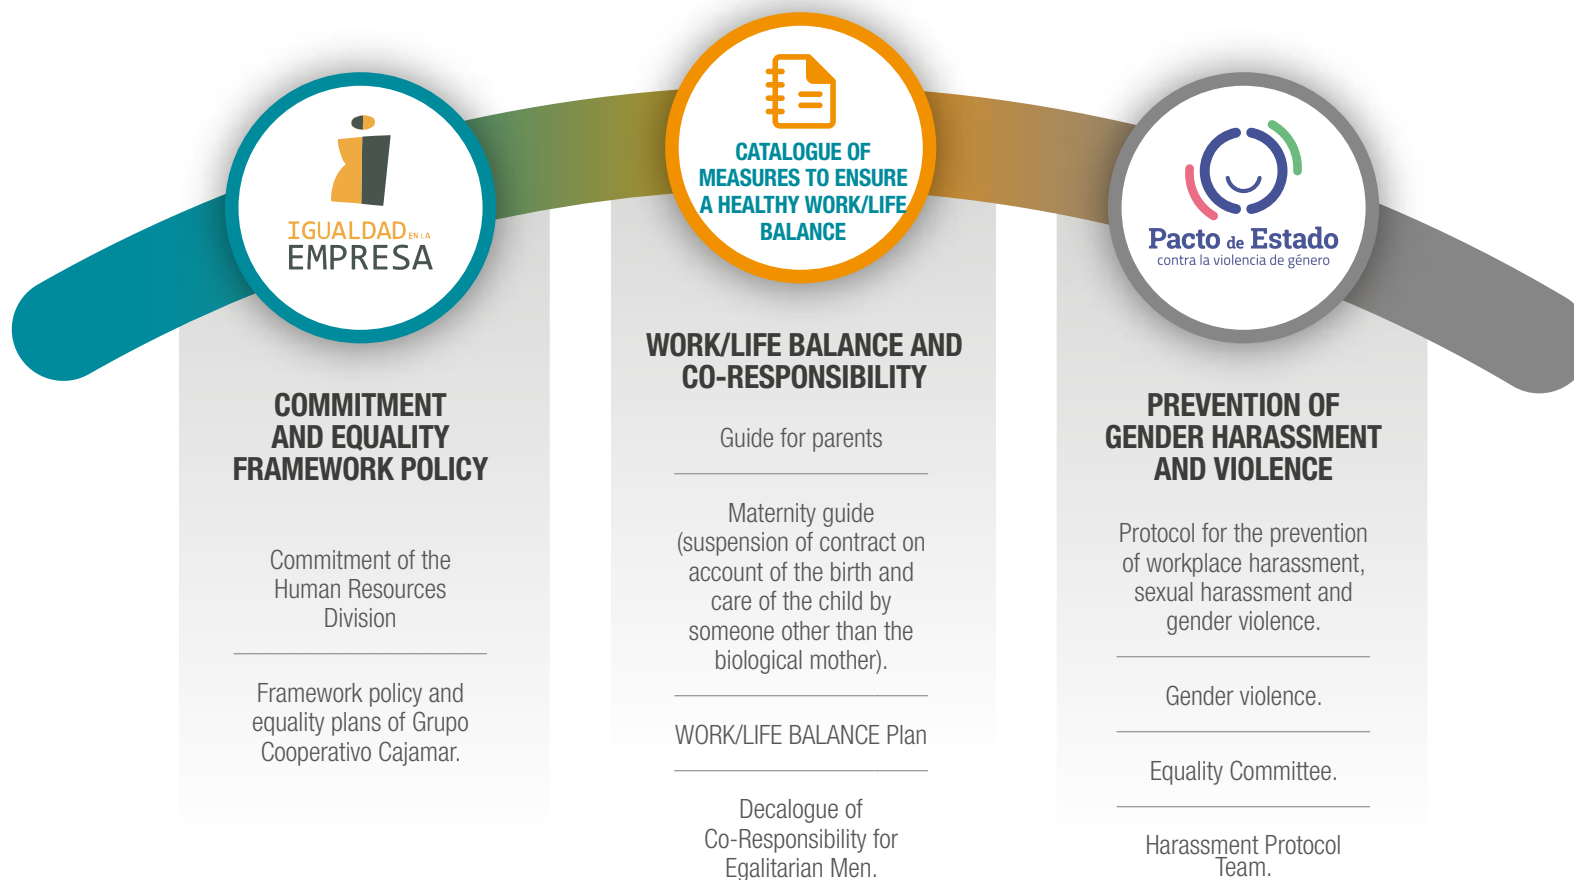 IGUALDAD EN LA
EMPRESA
COMMITMENT
AND EQUALITY
FRAMEWORK POLICY
Commitment of the
Human Resources
Division
Framework policy and
equality plans of Grupo
Cooperativo Cajamar.
CATALOGUE OF
MEASURES TO ENSURE
A HEALTHY WORK/LIFE
BALANCE
WORK/LIFE BALANCE AND
CO-RESPONSIBILITY
Guide for parents
Maternity guide
(suspension of contract on
account of the birth and
care of the child by
someone other than the
biological mother).
WORK/LIFE BALANCE Plan
Decalogue of
Co-Responsibility for
Egalitarian Men.
Pacto de Estado
contra la violencia de género
PREVENTION OF
GENDER HARASSMENT
AND VIOLENCE
Protocol for the prevention
of workplace harassment,
sexual harassment and
gender violence.
Gender violence.
Equality Committee.
Harassment Protocol
Team.